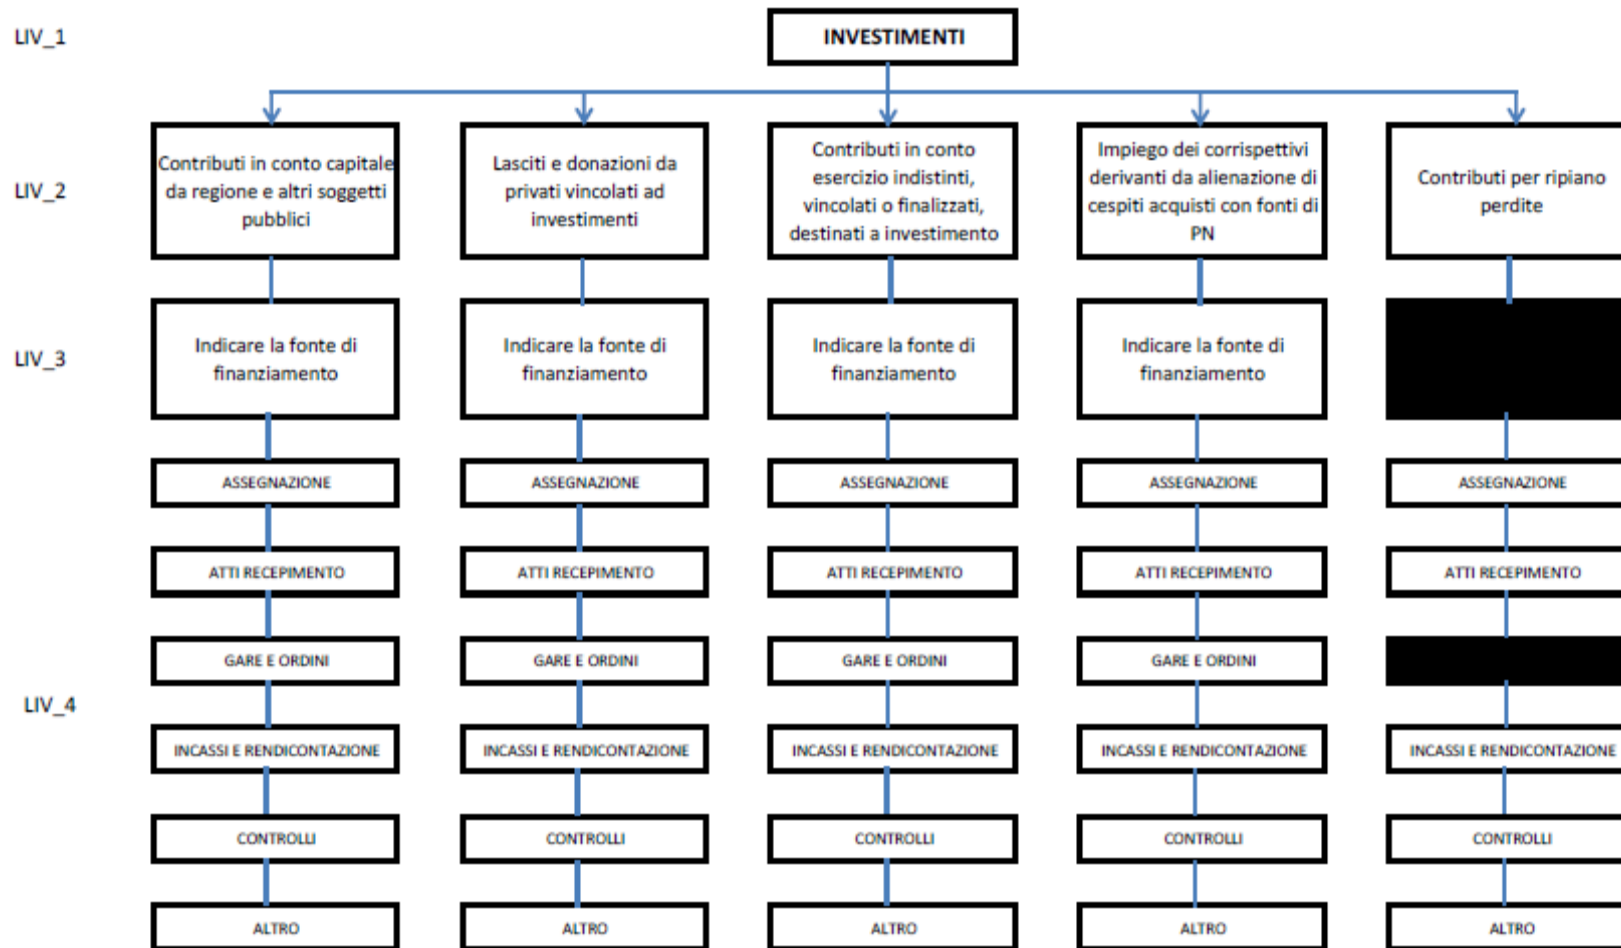 LIV_1
INVESTIMENTI
LIV_2
Contributi in conto capitale
da regione e altri soggetti
pubblici
Lasciti e donazioni da
privati vincolati ad
investimenti
Contributi in conto
esercizio indistinti,
vincolati o finalizzati,
destinati a investimento
Impiego dei corrispettivi
derivanti da alienazione di
cespiti acquisti con fonti di
PN
Contributi per ripiano
perdite
LIV_3
Indicare la fonte di
finanziamento
Indicare la fonte di
finanziamento
Indicare la fonte di
finanziamento
Indicare la fonte di
finanziamento
LIV_4
ASSEGNAZIONE
ASSEGNAZIONE
ASSEGNAZIONE
ASSEGNAZIONE
ASSEGNAZIONE
ATTI RECEPIMENTO
ATTI RECEPIMENTO
ATTI RECEPIMENTO
ATTI RECEPIMENTO
ATTI RECEPIMENTO
GARE E ORDINI
GARE E ORDINI
GARE E ORDINI
GARE E ORDINI
INCASSI E RENDICONTAZIONE
INCASSI E RENDICONTAZIONE
INCASSI E RENDICONTAZIONE
INCASSI E RENDICONTAZIONE
INCASSI E RENDICONTAZIONE
CONTROLLI
CONTROLLI
CONTROLLI
CONTROLLI
CONTROLLI
ALTRO
ALTRO
ALTRO
ALTRO
ALTRO